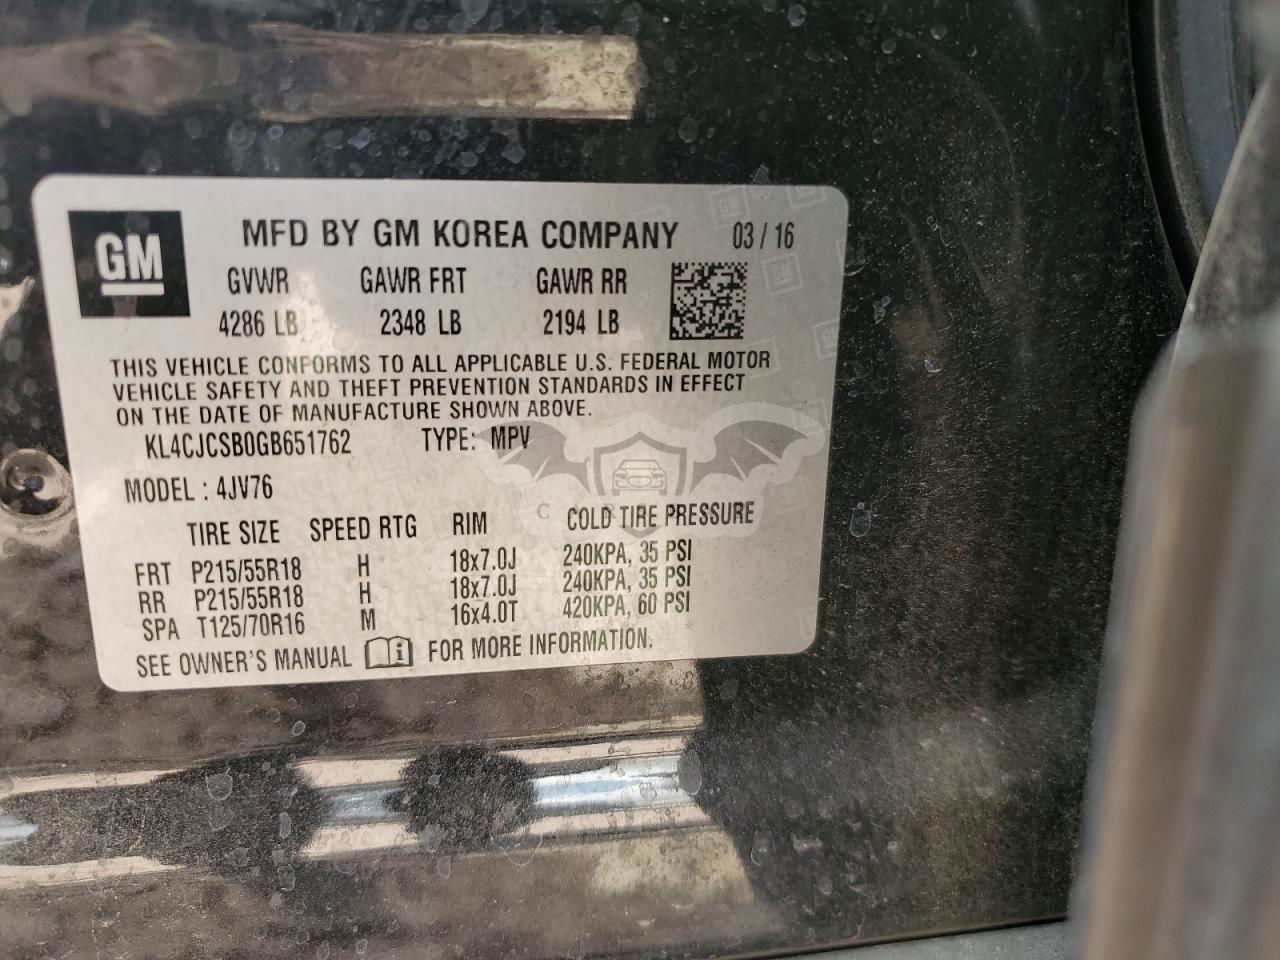 GM
MFD BY GM KOREA COMPANY 03 / 16
GVWR GAWR FRT GAWR RR
4286 LB 2348 LB 2194 LB
THIS VEHICLE CONFORMS TO ALL APPLICABLE U.S. FEDERAL MOTOR
VEHICLE SAFETY AND THEFT PREVENTION STANDARDS IN EFFECT
ON THE DATE OF MANUFACTURE SHOWN ABOVE.
KL4CJCSB0GB651762 TYPE: MPV
MODEL : 4JV76
TIRE SIZE SPEED RTG RIM COLD TIRE PRESSURE
FRT P215/55R18 H 18x7.0J 240KPA, 35 PSI
RR P215/55R18 H 18x7.0J 240KPA, 35 PSI
SPA T125/70R16 M 16x4.0T 420KPA, 60 PSI
SEE OWNER'S MANUAL i FOR MORE INFORMATION.